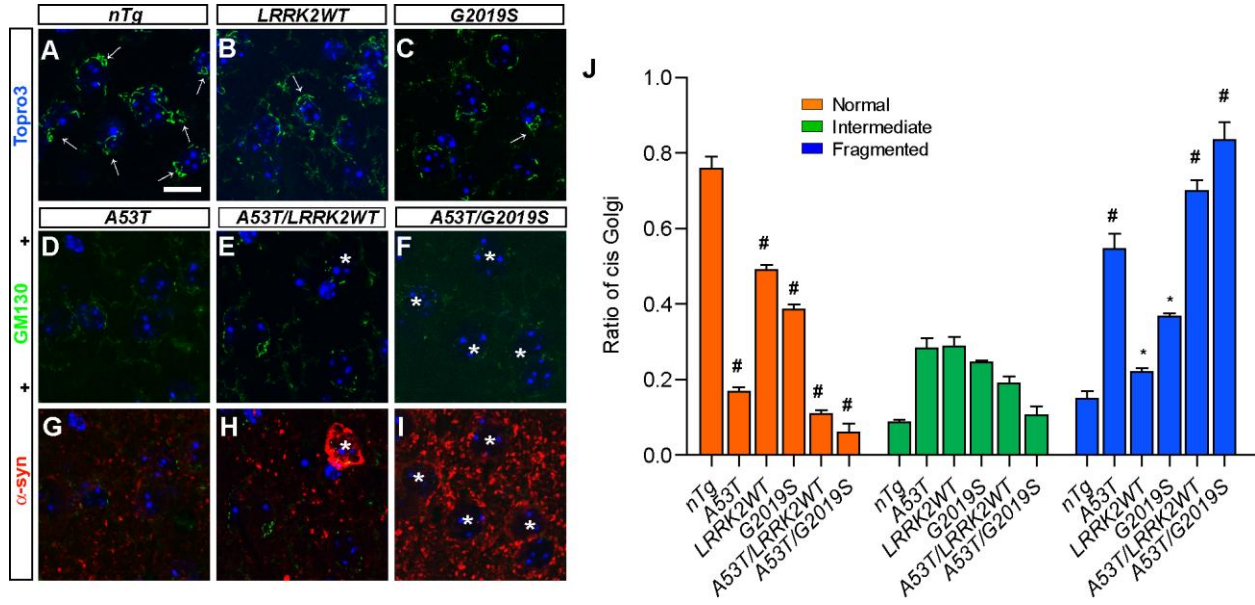 nTg
LRRK2WT
G2019S
A
B
C
Topro3
A53T
A53T/LRRK2WT
A53T/G2019S
D
E
*
F
*
*
*
*
+
GM130
+
G
H
*
I
*
*
*
*
α-syn
J
Normal
Intermediate
Fragmented
Ratio of cis Golgi
1.0
0.8
0.6
0.4
0.2
0.0
#
#
#
#
#
#
*
*
#
#
nTg
A53T
LRRK2WT
G2019S
A53T/LRRK2WT
A53T/G2019S
nTg
A53T
LRRK2WT
G2019S
A53T/LRRK2WT
A53T/G2019S
nTg
A53T
LRRK2WT
G2019S
A53T/LRRK2WT
A53T/G2019S